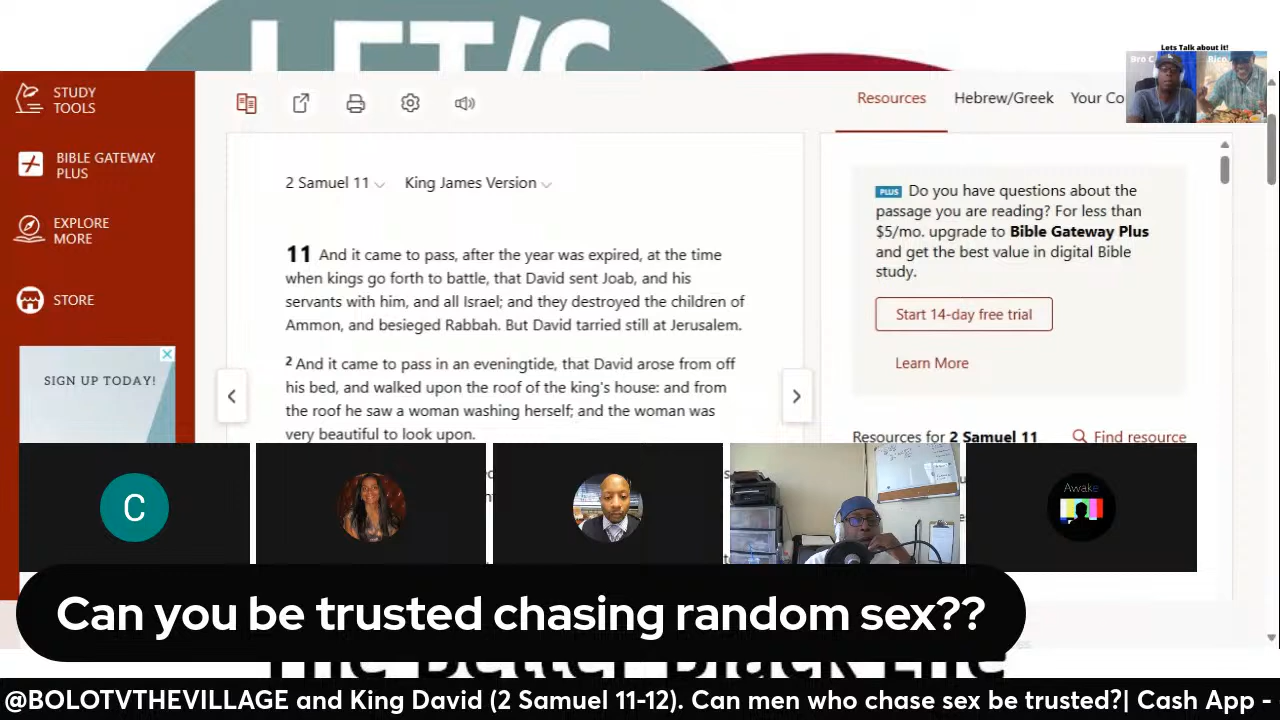 LET'S
Lets Talk about it!
Bro C
Rico
STUDY
TOOLS
BIBLE GATEWAY
PLUS
EXPLORE
MORE
STORE
SIGN UP TODAY!
Resources
Hebrew/Greek
Your Co
2 Samuel 11
King James Version
11 And it came to pass, after the year was expired, at the time
when kings go forth to battle, that David sent Joab, and his
servants with him, and all Israel; and they destroyed the children of
Ammon, and besieged Rabbah. But David tarried still at Jerusalem.
2 And it came to pass in an eveningtide, that David arose from off
his bed, and walked upon the roof of the king's house: and from
the roof he saw a woman washing herself; and the woman was
very beautiful to look upon.
PLUS Do you have questions about the
passage you are reading? For less than
$5/mo. upgrade to Bible Gateway Plus
and get the best value in digital Bible
study.
Start 14-day free trial
Learn More
Resources for 2 Samuel 11
Find resource
C
Awake
Can you be trusted chasing random sex??
The Better Black Life
@BOLOTVTHEVILLAGE and King David (2 Samuel 11-12). Can men who chase sex be trusted?| Cash App -